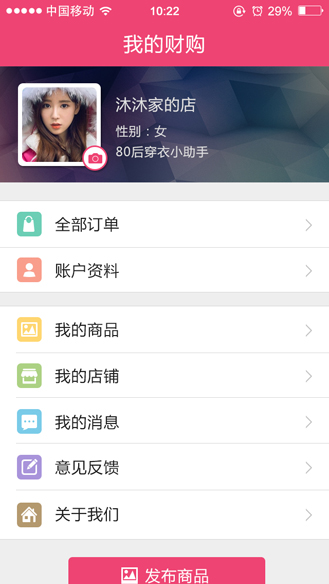 中国移动 10:22 29%
我的财购
沐沐家的店
性别：女
80后穿衣小助手
全部订单
账户资料
我的商品
我的店铺
我的消息
意见反馈
关于我们
发布商品